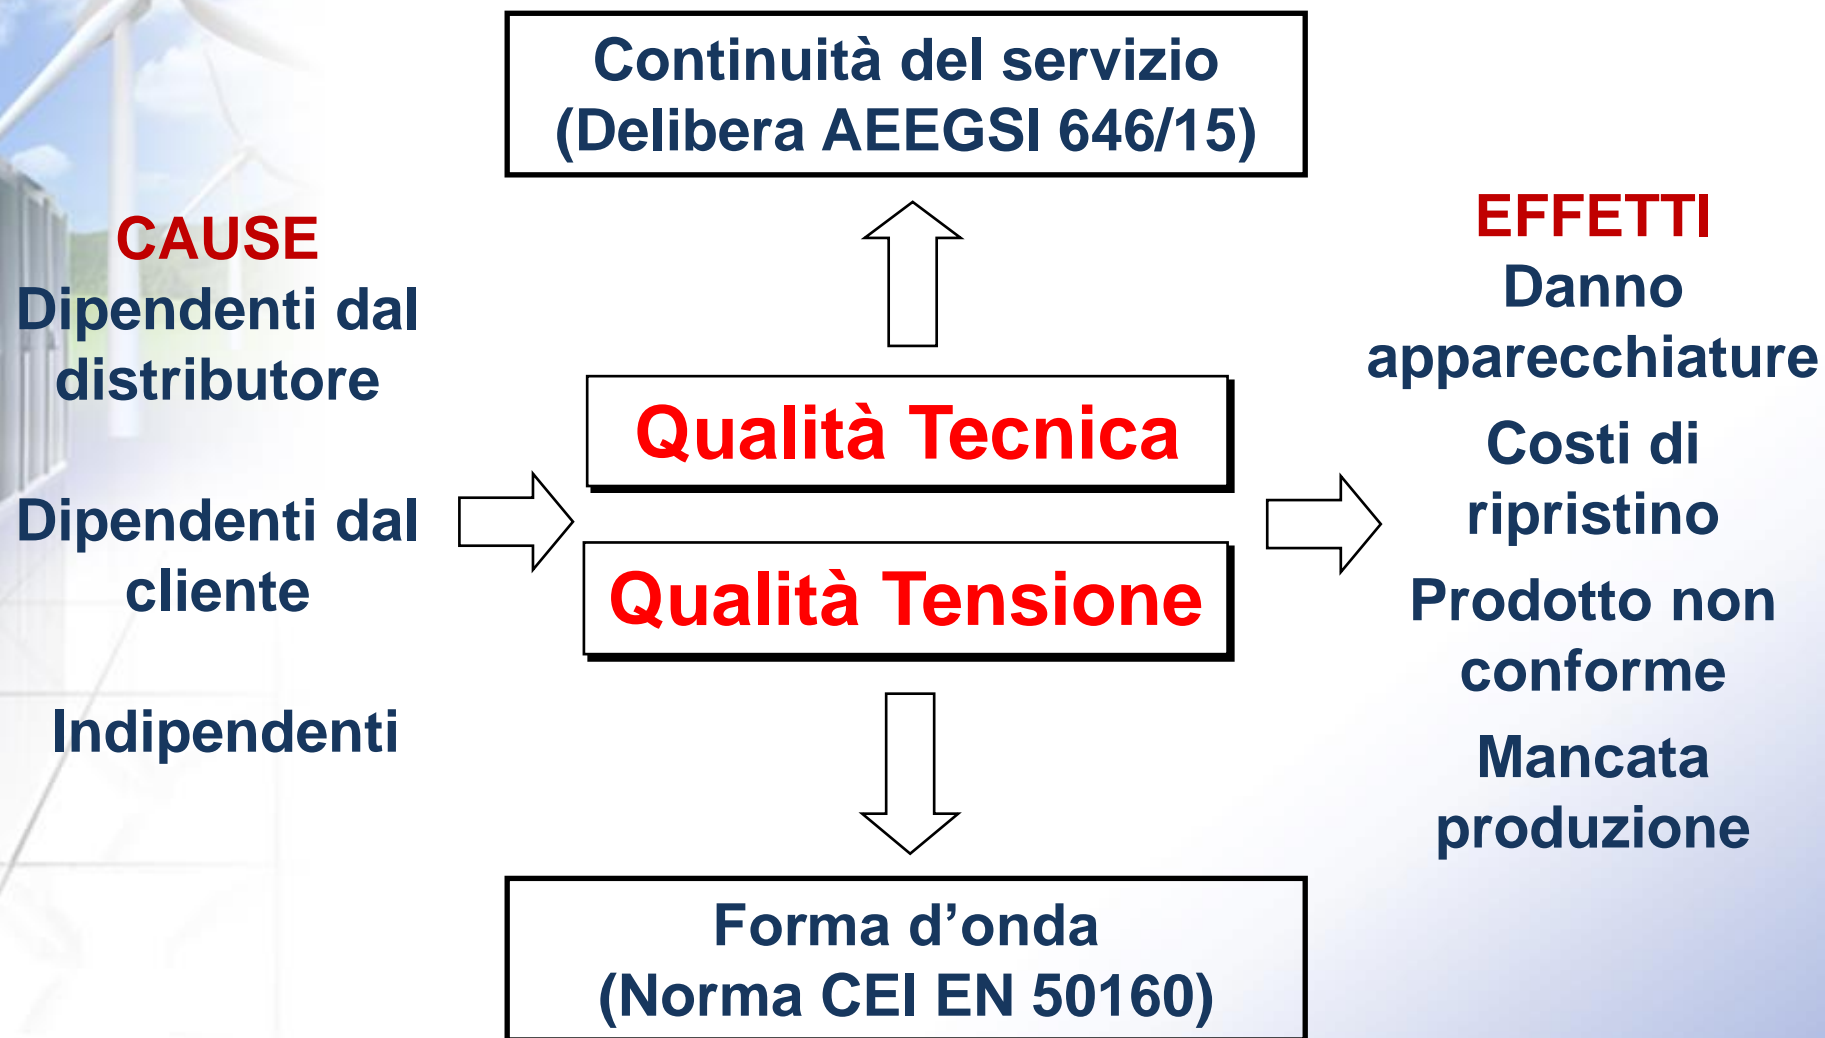 Continuità del servizio
(Delibera AEEGSI 646/15)
CAUSE
Dipendenti dal
distributore
Dipendenti dal
cliente
Indipendenti
Qualità Tecnica
Qualità Tensione
EFFETTI
Danno
apparecchiature
Costi di
ripristino
Prodotto non
conforme
Mancata
produzione
Forma d’onda
(Norma CEI EN 50160)